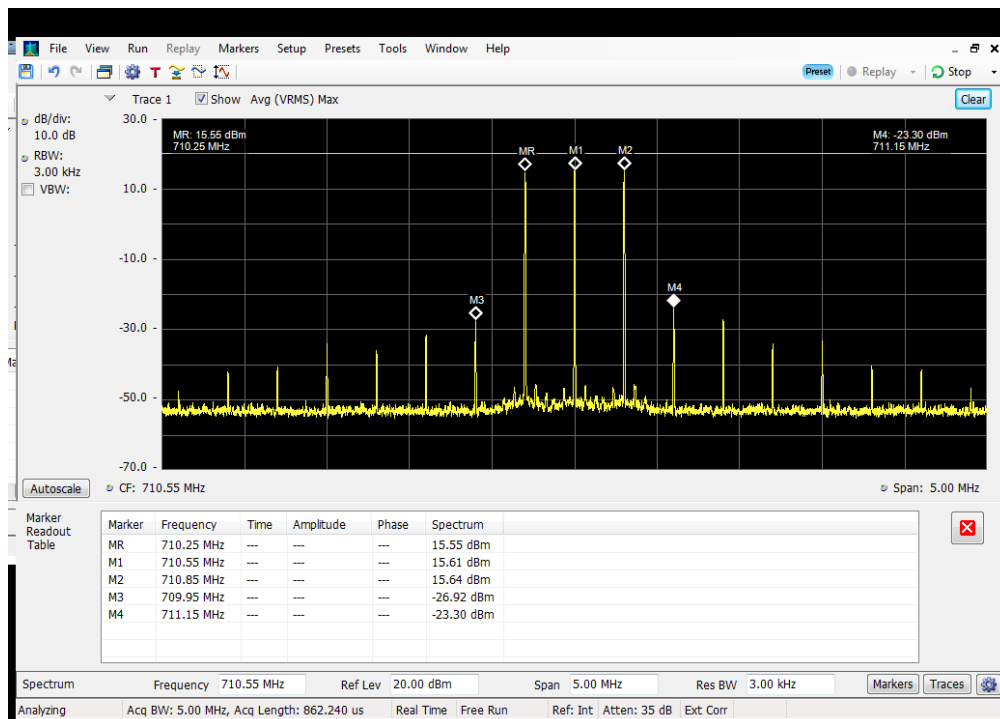 File View Run Replay Markers Setup Presets Tools Window Help
Preset Replay Stop
Trace 1 Show Avg (VRMS) Max Clear
dB/div:
10.0 dB
RBW:
3.00 kHz
VBW:
30.0
10.0
-10.0
-30.0
-50.0
-70.0
MR: 15.55 dBm
710.25 MHz
M4: -23.30 dBm
711.15 MHz
MR M1 M2
M3 M4
Autoscale CF: 710.55 MHz Span: 5.00 MHz
Marker
Readout
Table
Marker Frequency Time Amplitude Phase Spectrum
MR 710.25 MHz --- --- --- 15.55 dBm
M1 710.55 MHz --- --- --- 15.61 dBm
M2 710.85 MHz --- --- --- 15.64 dBm
M3 709.95 MHz --- --- --- -26.92 dBm
M4 711.15 MHz --- --- --- -23.30 dBm
Spectrum Frequency 710.55 MHz Ref Lev 20.00 dBm Span 5.00 MHz Res BW 3.00 kHz Markers Traces
Analyzing Acq BW: 5.00 MHz, Acq Length: 862.240 us Real Time Free Run Ref: Int Atten: 35 dB Ext Corr